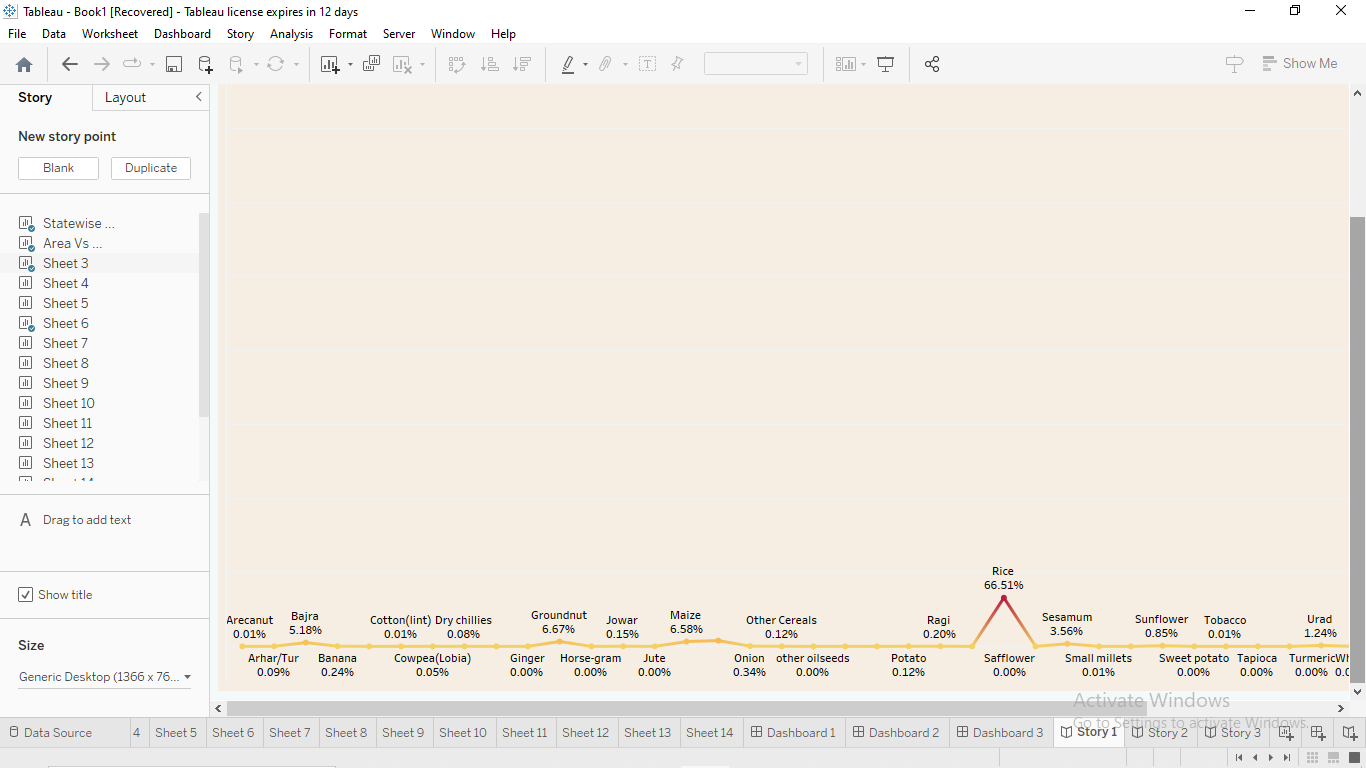 Tableau - Book1 [Recovered] - Tableau license expires in 12 days
File Data Worksheet Dashboard Story Analysis Format Server Window Help
Show Me
Story Layout
New story point
Blank Duplicate
Statewise ...
Area Vs ...
Sheet 3
Sheet 4
Sheet 5
Sheet 6
Sheet 7
Sheet 8
Sheet 9
Sheet 10
Sheet 11
Sheet 12
Sheet 13
A Drag to add text
Show title
Size
Generic Desktop (1366 x 76...
Rice
66.51%
Arecanut Bajra Cotton(lint) Dry chillies Groundnut Jowar Maize Other Cereals Ragi Sesamum Sunflower Tobacco Urad
0.01% 5.18% 0.01% 0.08% 6.67% 0.15% 6.58% 0.12% 0.20% 3.56% 0.85% 0.01% 1.24%
Arhar/Tur Banana Cowpea(Lobia) Ginger Horse-gram Jute Onion other oilseeds Potato Safflower Small millets Sweet potato Tapioca Turmeric
0.09% 0.24% 0.05% 0.00% 0.00% 0.00% 0.34% 0.00% 0.12% 0.00% 0.01% 0.00% 0.00% 0.00%
Activate Windows
Go to Settings to activate Windows.
Data Source 4 Sheet 5 Sheet 6 Sheet 7 Sheet 8 Sheet 9 Sheet 10 Sheet 11 Sheet 12 Sheet 13 Sheet 14 Dashboard 1 Dashboard 2 Dashboard 3 Story 1 Story 2 Story 3